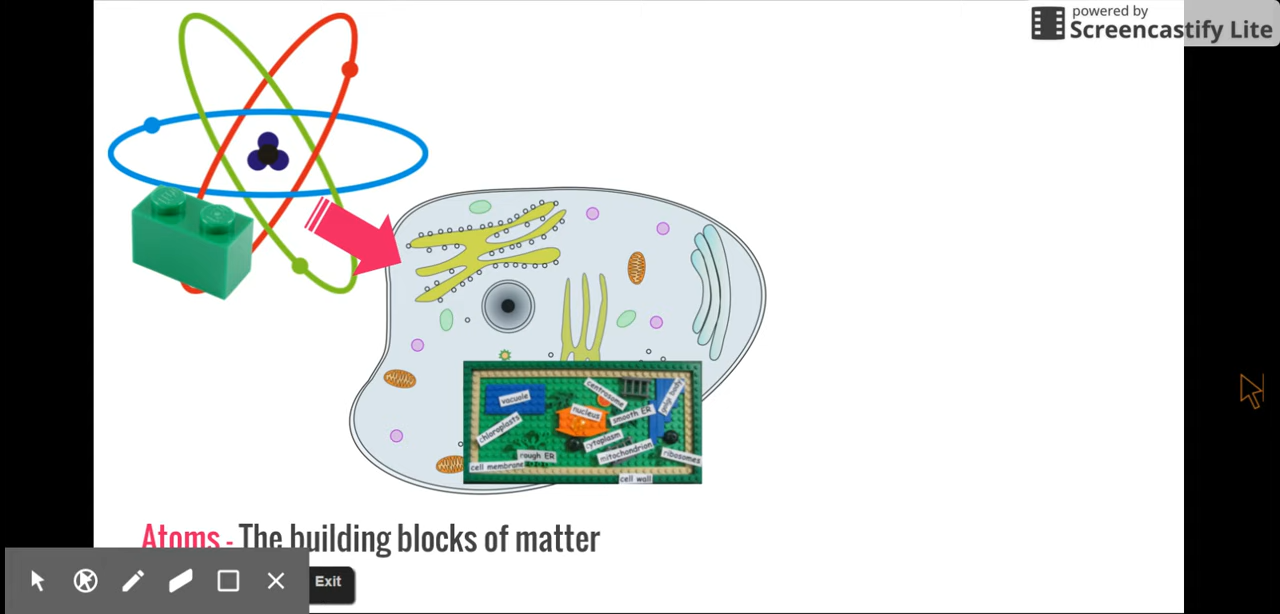 powered by
Screencastify Lite
vacuole
centrosome
golgi body
nucleus
smooth ER
chloroplasts
cytoplasm
mitochondrion
rough ER
ribosomes
cell membrane
cell wall
Atoms - The building blocks of matter
Exit